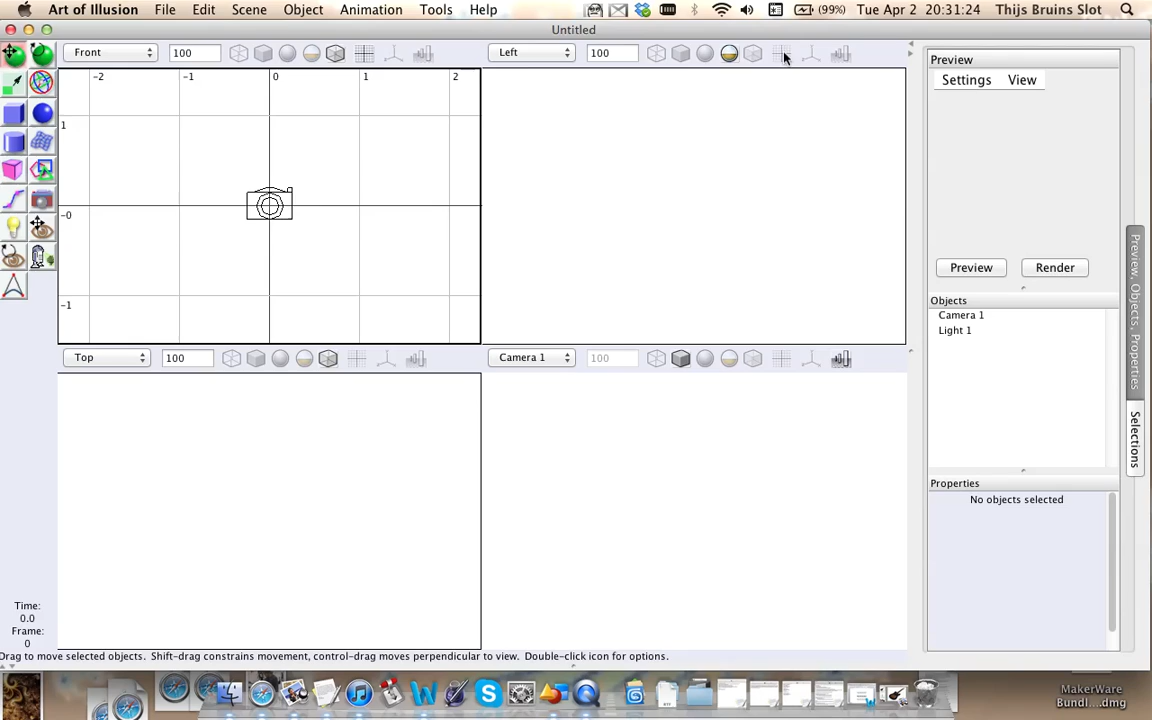 Art of Illusion File Edit Scene Object Animation Tools Help (99%) Tue Apr 2 20:31:24 Thijs Bruins Slot
Untitled
Front 100 Left 100
Preview
Settings View
-2 -1 0 1 2
1
-0
-1
Preview Render
Objects
Camera 1
Light 1
Top 100 Camera 1 100
Preview, Objects, Properties
Selections
Properties
No objects selected
Time:
0.0
Frame:
0
Drag to move selected objects. Shift-drag constrains movement, control-drag moves perpendicular to view. Double-click icon for options.
MakerWare
Bundl....dmg